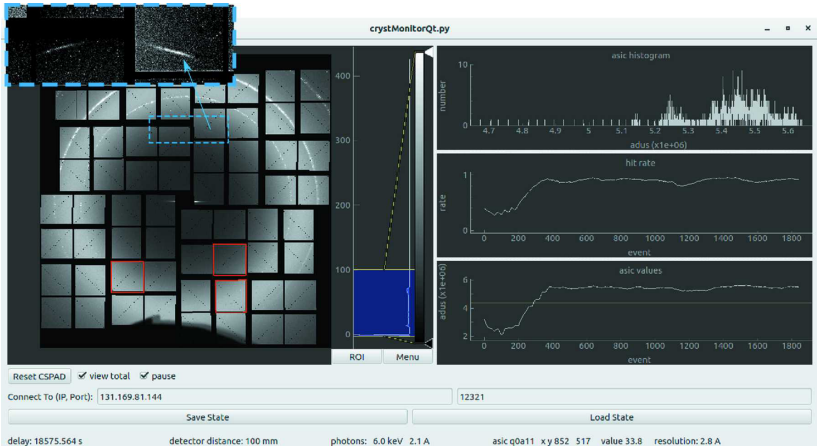 crystMonitorQt.py
400
300
200
100
0
ROI Menu
asic histogram
number
10
0
4.7 4.8 4.9 5 5.1 5.2 5.3 5.4 5.5 5.6
adus (x1e+06)
hit rate
rate
1
0
0 200 400 600 800 1000 1200 1400 1600 1800
event
asic values
adus (x1e+06)
6
4
2
0 200 400 600 800 1000 1200 1400 1600 1800
event
Reset CSPAD view total pause
Connect To (IP, Port): 131.169.81.144 12321
Save State Load State
delay: 18575.564 s detector distance: 100 mm photons: 6.0 keV 2.1 A asic q0a11 x y 852 517 value 33.8 resolution: 2.8 A